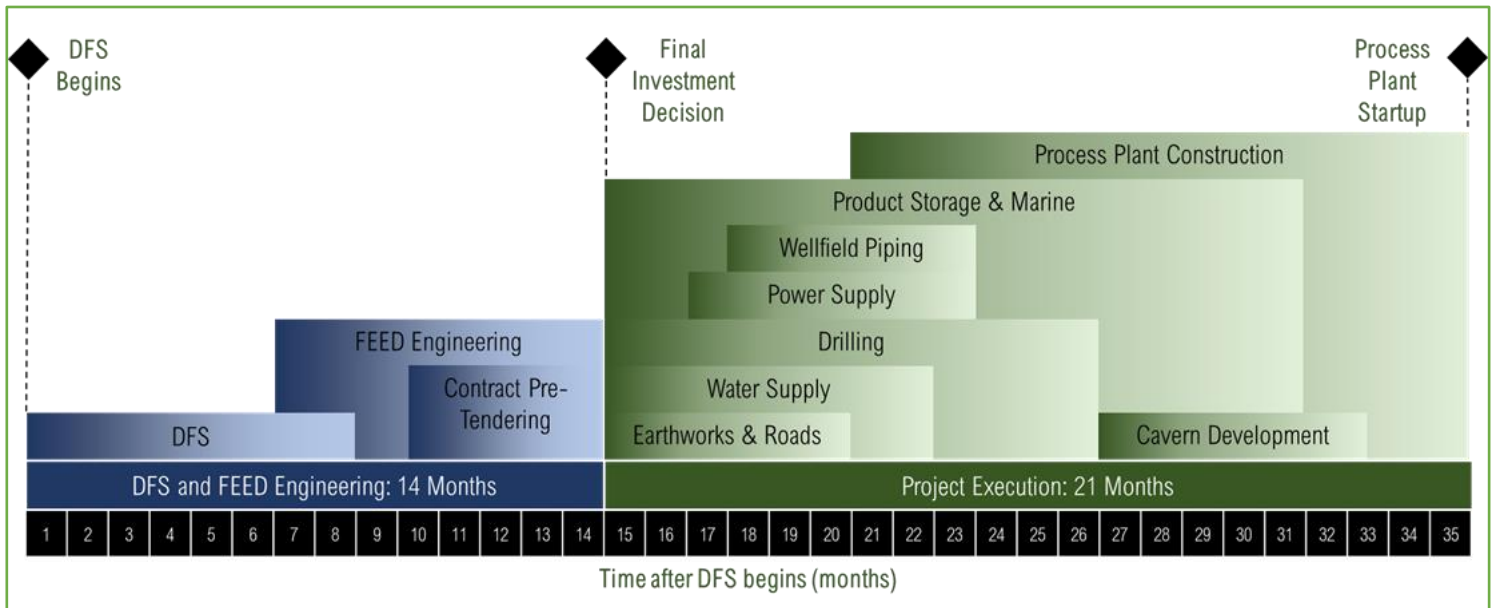 DFS
Begins
Final
Investment
Decision
Process
Plant
Startup
Process Plant Construction
Product Storage & Marine
Wellfield Piping
Power Supply
FEED Engineering
Drilling
Contract Pre-
Tendering
Water Supply
DFS
Earthworks & Roads
Cavern Development
DFS and FEED Engineering: 14 Months
Project Execution: 21 Months
1 2 3 4 5 6 7 8 9 10 11 12 13 14 15 16 17 18 19 20 21 22 23 24 25 26 27 28 29 30 31 32 33 34 35
Time after DFS begins (months)